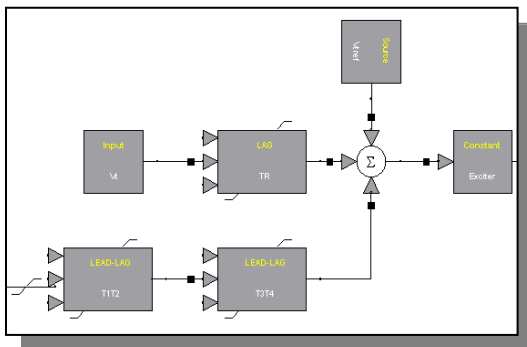 Source
Vtref
Input
Vt
LAG
TR
Σ
Constant
Exciter
LEAD-LAG
T1T2
LEAD-LAG
T3T4